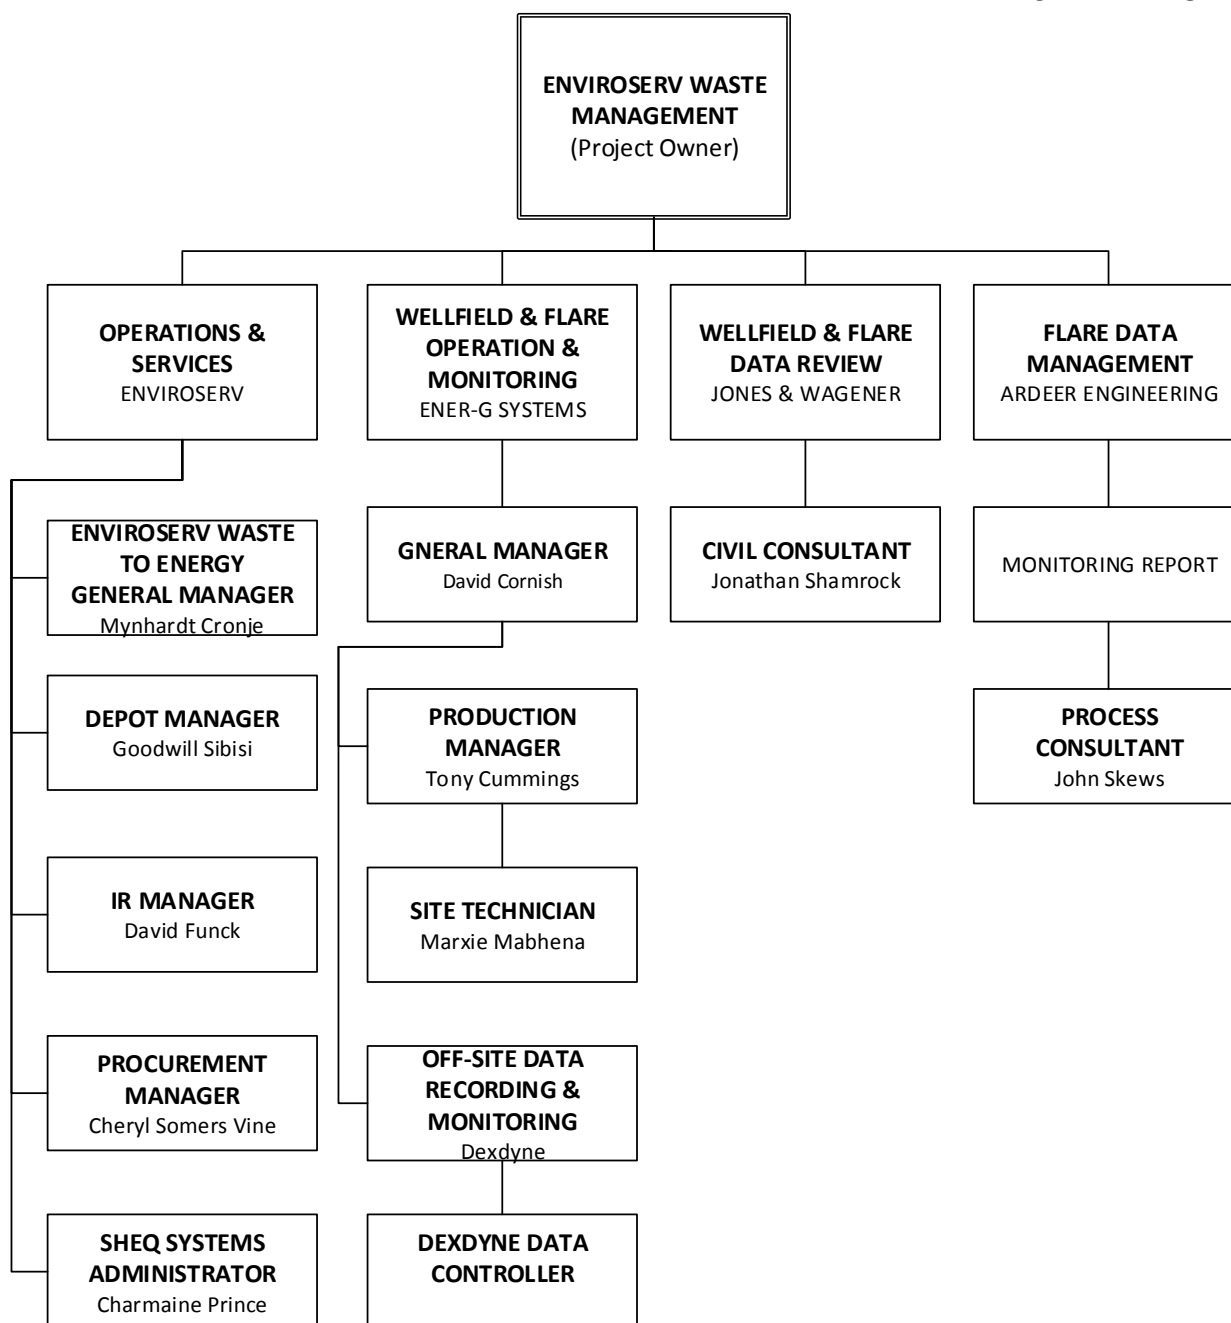 ENVIROSERV WASTE
MANAGEMENT
(Project Owner)
OPERATIONS &
SERVICES
ENVIROSERV
WELLFIELD & FLARE
OPERATION &
MONITORING
ENER-G SYSTEMS
WELLFIELD & FLARE
DATA REVIEW
JONES & WAGENER
FLARE DATA
MANAGEMENT
ARDEER ENGINEERING
ENVIROSERV WASTE
TO ENERGY
GENERAL MANAGER
Mynhardt Cronje
GNERAL MANAGER
David Cornish
CIVIL CONSULTANT
Jonathan Shamrock
MONITORING REPORT
DEPOT MANAGER
Goodwill Sibisi
PRODUCTION
MANAGER
Tony Cummings
PROCESS
CONSULTANT
John Skews
IR MANAGER
David Funck
SITE TECHNICIAN
Marxie Mabhena
PROCUREMENT
MANAGER
Cheryl Somers Vine
OFF-SITE DATA
RECORDING &
MONITORING
Dexdyne
SHEQ SYSTEMS
ADMINISTRATOR
Charmaine Prince
DEXDYNE DATA
CONTROLLER